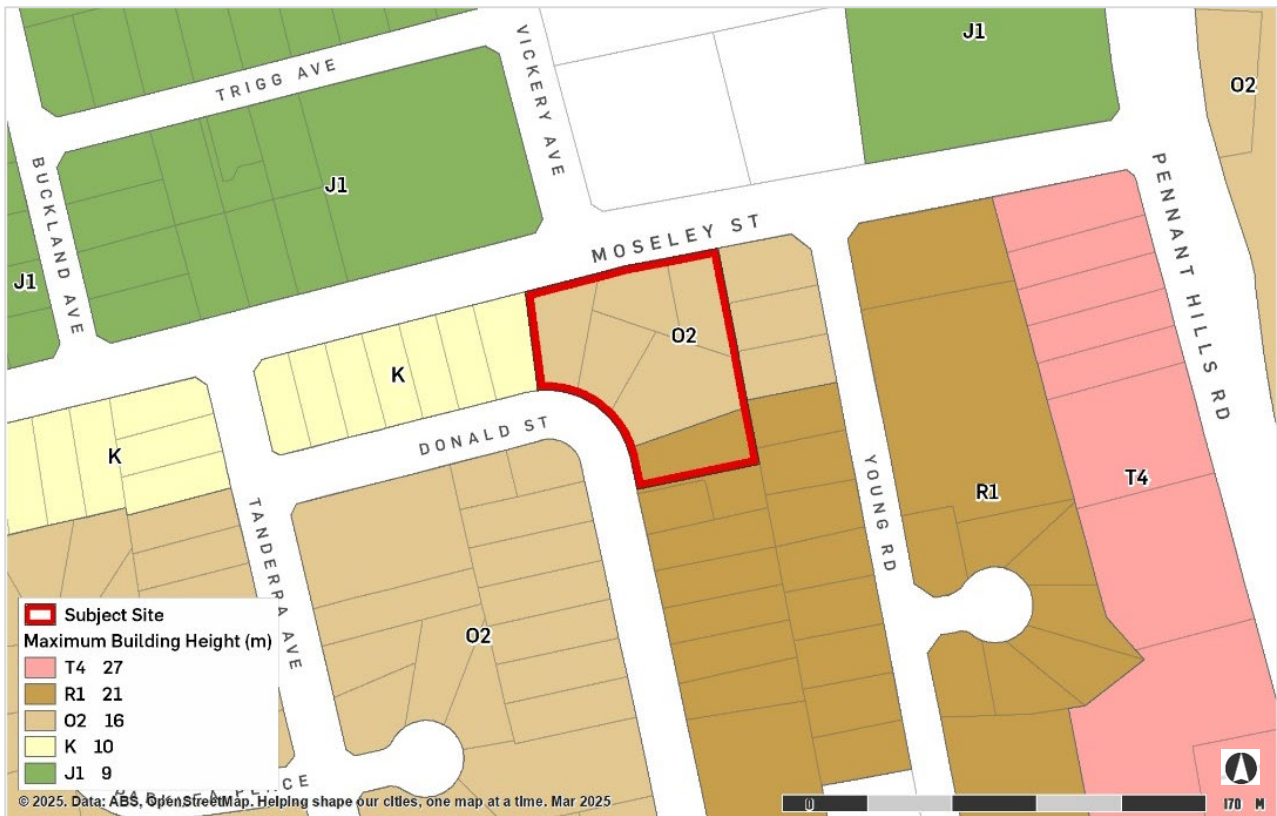 J1
TRIGG AVE
VICKERY AVE
O2
BUCKLAND AVE
J1
PENNANT HILLS RD
MOSELEY ST
J1
O2
K
DONALD ST
K
YOUNG RD
T4
R1
TANDERRA AVE
O2
Subject Site
Maximum Building Height (m)
T4 27
R1 21
O2 16
K 10
J1 9
© 2025. Data: ABS, OpenStreetMap. Helping shape our cities, one map at a time. Mar 2025
0
170 M